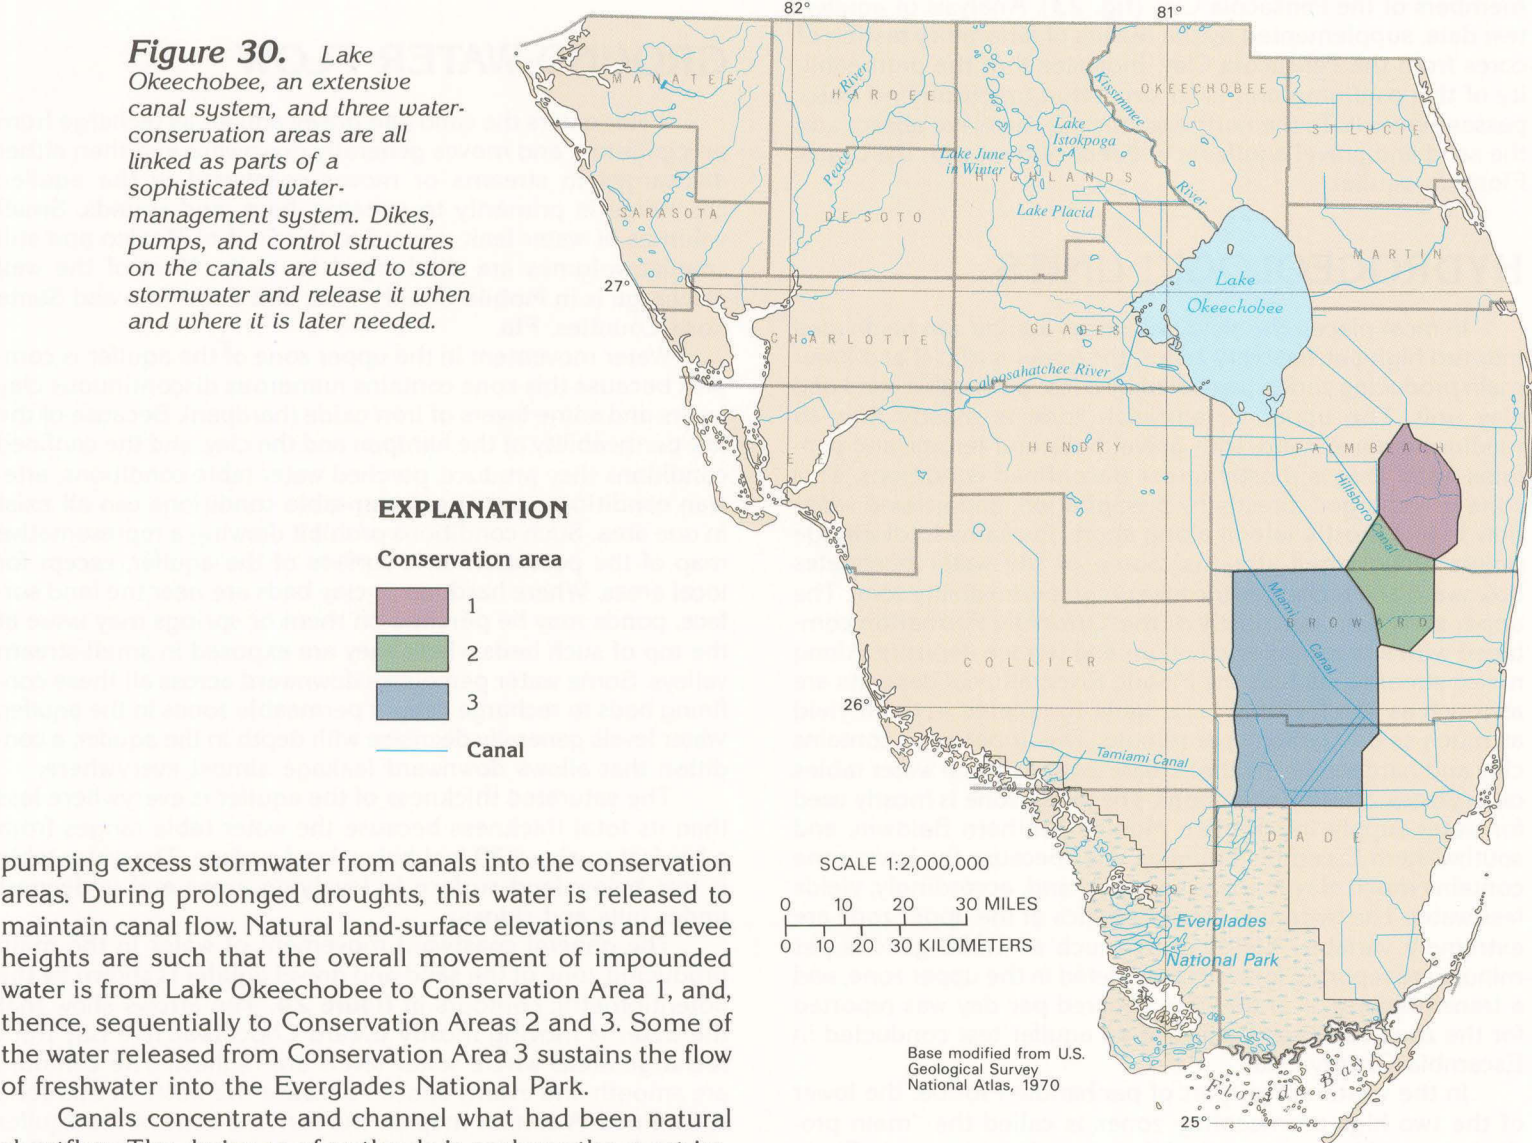 Figure 30. Lake
Okeechobee, an extensive
canal system, and three water-
conservation areas are all
linked as parts of a
sophisticated water-
management system. Dikes,
pumps, and control structures
on the canals are used to store
stormwater and release it when
and where it is later needed.
82°
81°
MANATEE
HARDEE
River
Peace
Kissimmee
River
OKEECHOBEE
ST LUCIE
Lake
Istokpoga
Lake June
in Winter
HIGHLANDS
Lake Placid
SARASOTA
DE SOTO
MARTIN
27°
Lake
Okeechobee
CHARLOTTE
GLADES
Caloosahatchee River
HENDRY
PALM BEACH
Hillsboro Canal
EXPLANATION
Conservation area
1
2
3
Canal
Miami
Canal
BROWARD
COLLIER
26°
Tamiami Canal
DADE
MONROE
SCALE 1:2,000,000
0 10 20 30 MILES
0 10 20 30 KILOMETERS
Everglades
National Park
Base modified from U.S.
Geological Survey
National Atlas, 1970
Florida Bay
25°
pumping excess stormwater from canals into the conservation
areas. During prolonged droughts, this water is released to
maintain canal flow. Natural land-surface elevations and levee
heights are such that the overall movement of impounded
water is from Lake Okeechobee to Conservation Area 1, and,
thence, sequentially to Conservation Areas 2 and 3. Some of
the water released from Conservation Area 3 sustains the flow
of freshwater into the Everglades National Park.
Canals concentrate and channel what had been natural